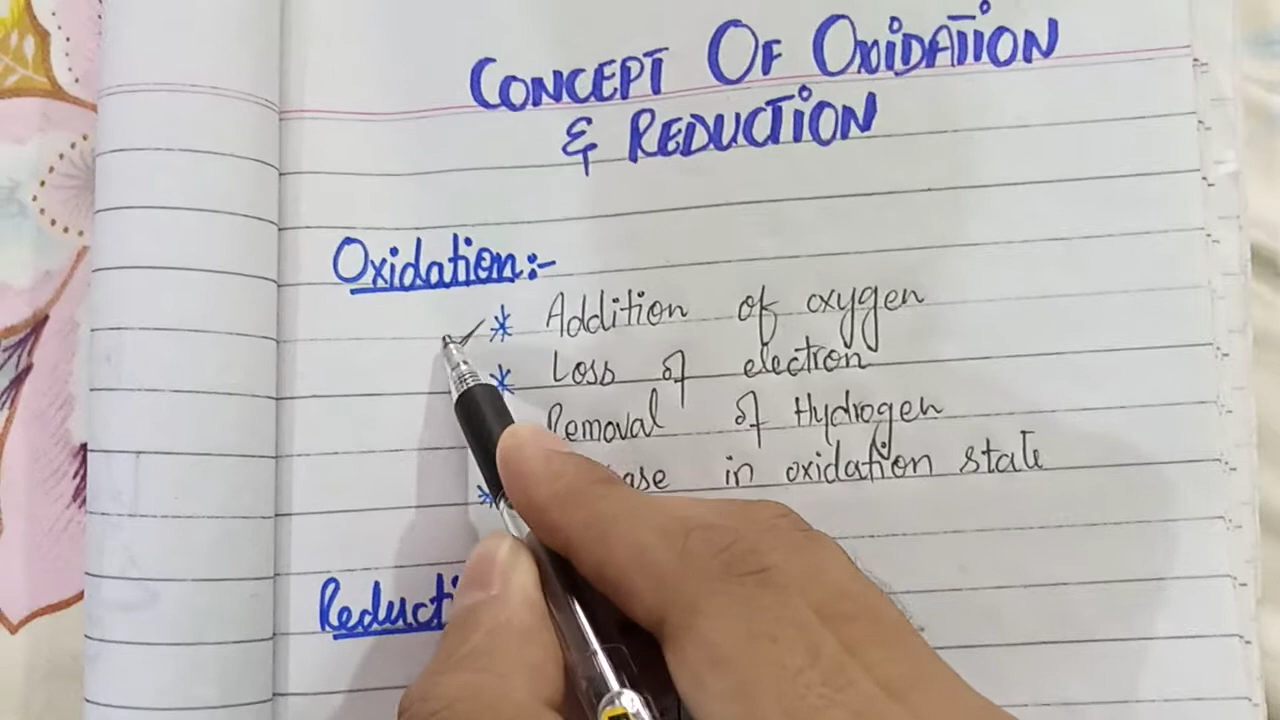 CONCEPT OF OXIDATION
& REDUCTION
Oxidation:-
* Addition of oxygen
* Loss of electron
Removal of Hydrogen
* in oxidation state